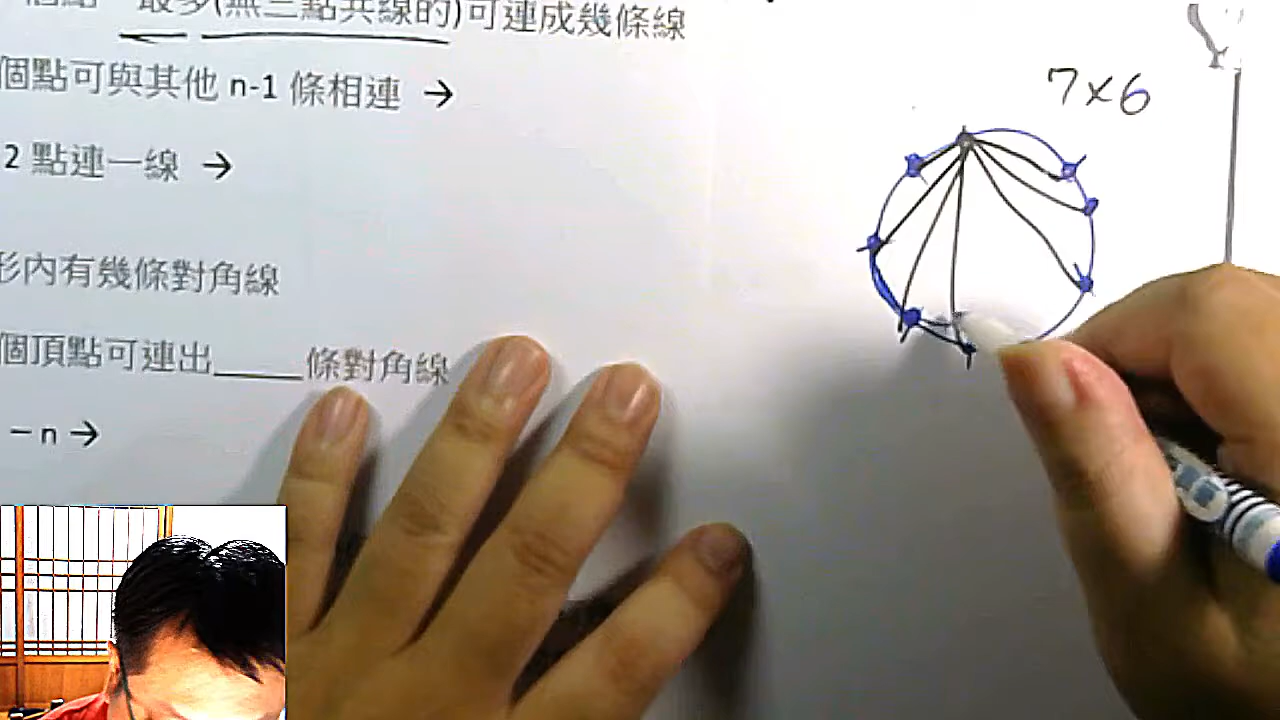 最多(無三點共線的)可連成幾條線
個點可與其他 n-1 條相連 →
7×6
2 點連一線 →
形內有幾條對角線
個頂點可連出_____條對角線
－n→